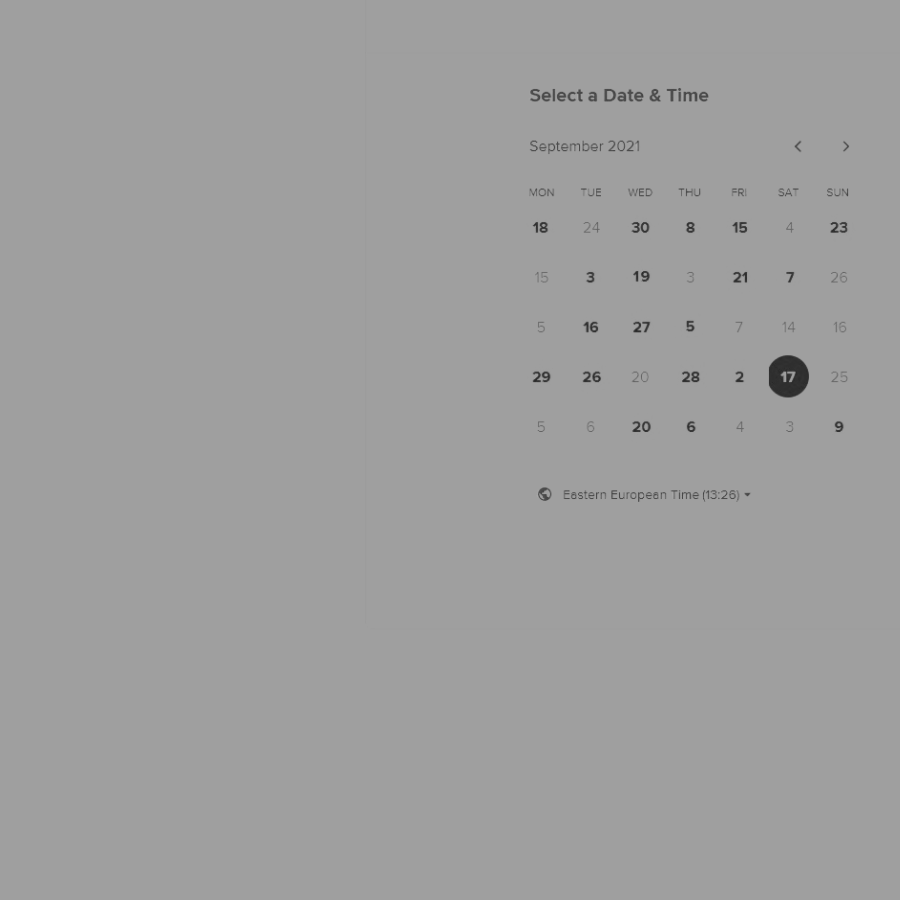 Select a Date & Time
September 2021
MON TUE WED THU FRI SAT SUN
18 24 30 8 15 4 23
15 3 19 3 21 7 26
5 16 27 5 7 14 16
29 26 20 28 2 17 25
5 6 20 6 4 3 9
Eastern European Time (13:26)